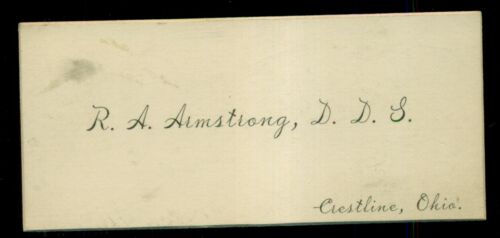 R. A. Armstrong, D. D. S.
Crestline, Ohio.